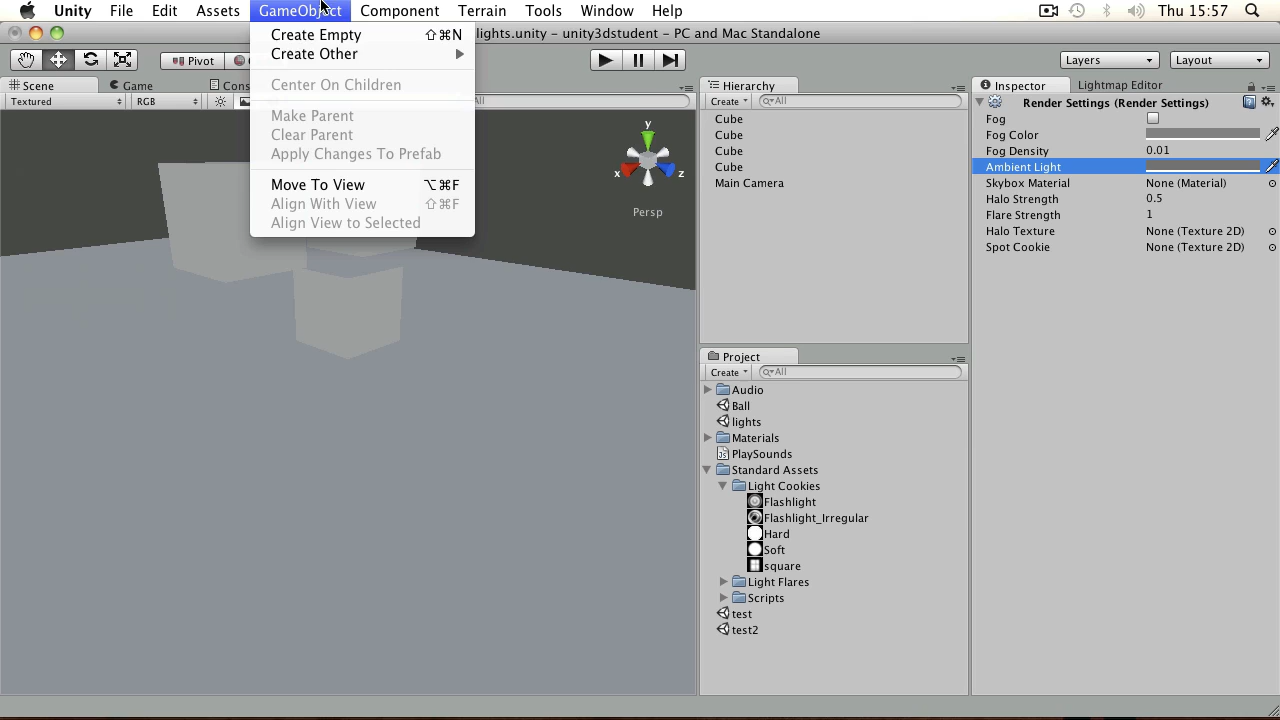 Unity File Edit Assets GameObject Component Terrain Tools Window Help Thu 15:57
lights.unity – unity3dstudent – PC and Mac Standalone
Pivot Layers Layout
Scene Game Cons
Textured RGB All
Create Empty ⇧⌘N
Create Other
Center On Children
Make Parent
Clear Parent
Apply Changes To Prefab
Move To View ⌥⌘F
Align With View ⇧⌘F
Align View to Selected
y
x
z
Persp
Hierarchy
Create All
Cube
Cube
Cube
Cube
Main Camera
Project
Create All
Audio
Ball
lights
Materials
PlaySounds
Standard Assets
Light Cookies
Flashlight
Flashlight_Irregular
Hard
Soft
square
Light Flares
Scripts
test
test2
Inspector Lightmap Editor
Render Settings (Render Settings)
Fog
Fog Color
Fog Density 0.01
Ambient Light
Skybox Material None (Material)
Halo Strength 0.5
Flare Strength 1
Halo Texture None (Texture 2D)
Spot Cookie None (Texture 2D)